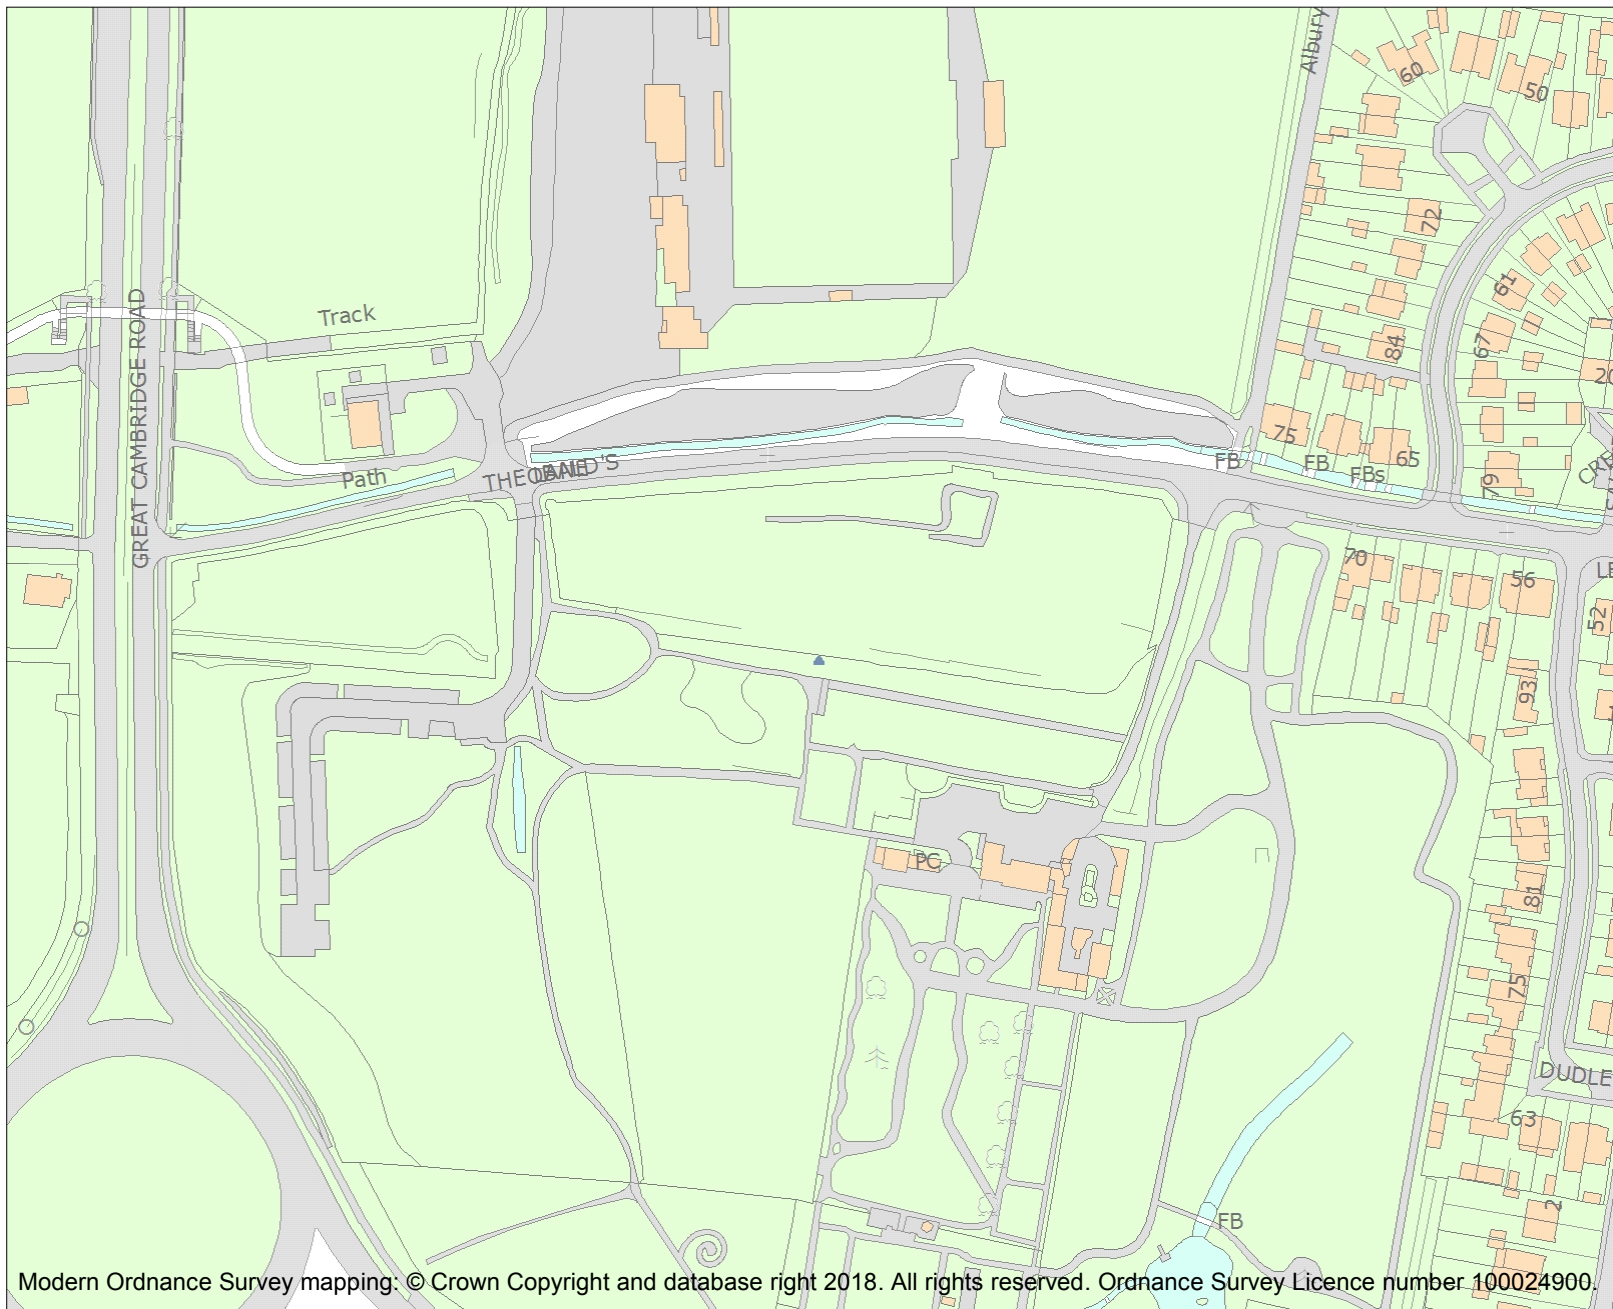 Albury
60
50
72
61
Track
84
67
20
GREAT CAMBRIDGE ROAD
75
65
FB
FB
FBs
THEOBALD'S
LANE
Path
79
70
56
52
93
PC
81
75
DUDLE
63
2
FB
Modern Ordnance Survey mapping: © Crown Copyright and database right 2018. All rights reserved. Ordnance Survey Licence number 100024900.